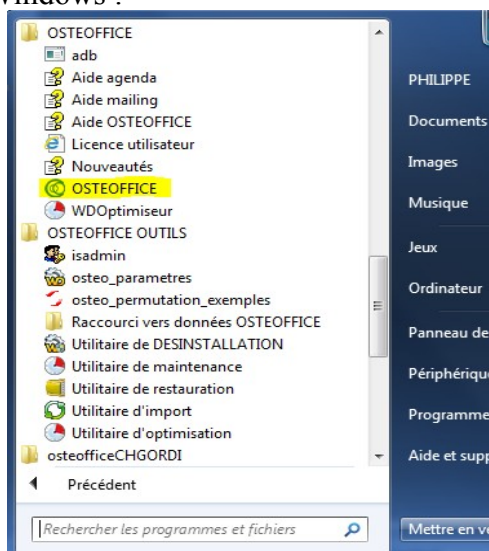 OSTEOFFICE
adb
Aide agenda
Aide mailing
Aide OSTEOFFICE
Licence utilisateur
Nouveautés
OSTEOFFICE
WDOptimiseur
OSTEOFFICE OUTILS
isadmin
osteo_parametres
osteo_permutation_exemples
Raccourci vers données OSTEOFFICE
Utilitaire de DESINSTALLATION
Utilitaire de maintenance
Utilitaire de restauration
Utilitaire d'import
Utilitaire d'optimisation
osteofficeCHGORDI
Précédent
Rechercher les programmes et fichiers
PHILIPPE
Documents
Images
Musique
Jeux
Ordinateur
Panneau de
Périphérique
Programme
Aide et supp
Mettre en ve